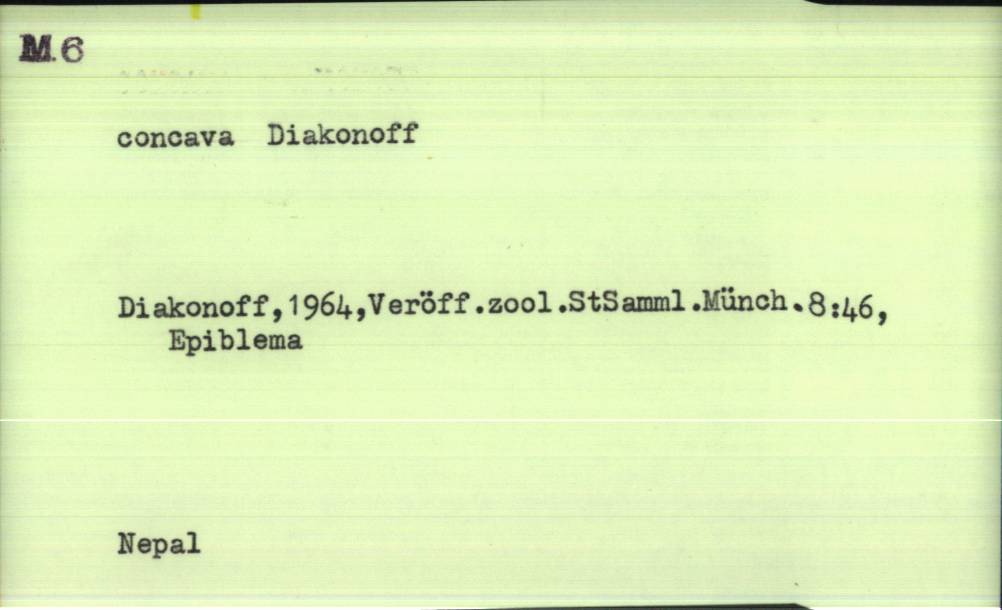 M.6
concava Diakonoff
Diakonoff,1964,Veröff.zool.StSamml.Münch.8:46,
Epiblema
Nepal